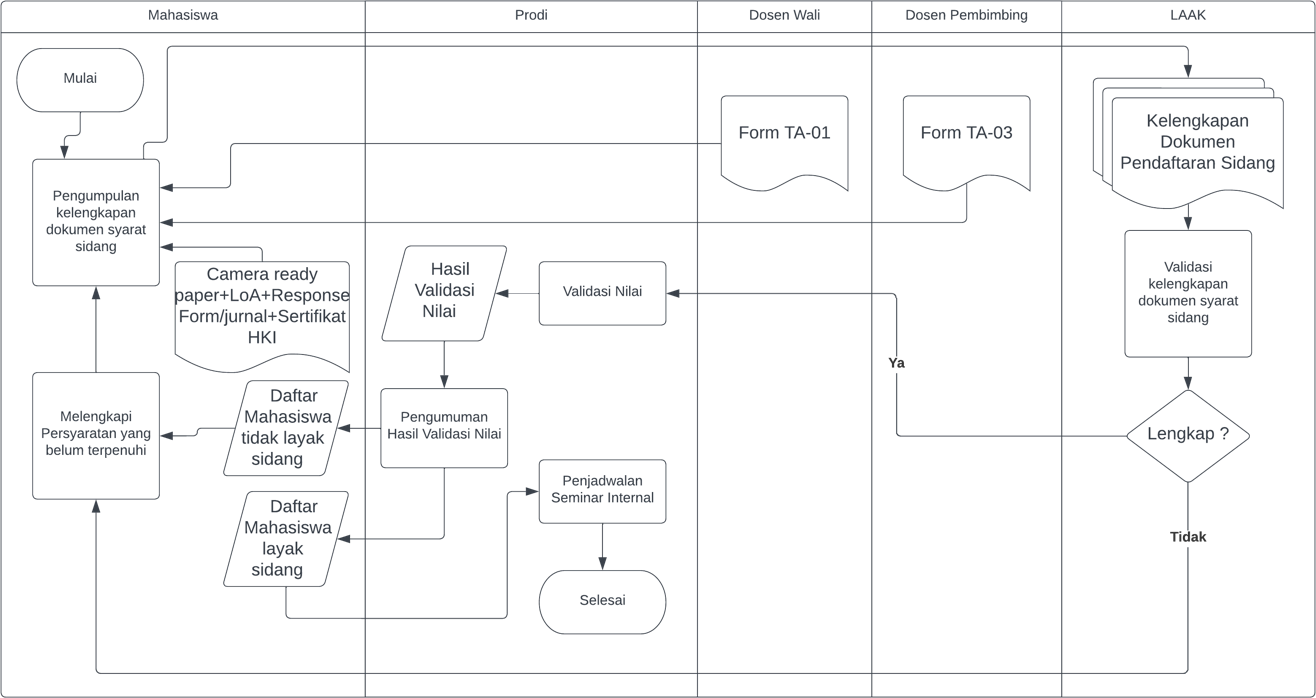 Mahasiswa
Prodi
Dosen Wali
Dosen Pembimbing
LAAK
Mulai
Form TA-01
Form TA-03
Kelengkapan
Dokumen
Pendaftaran Sidang
Pengumpulan
kelengkapan
dokumen syarat
sidang
Camera ready
paper+LoA+Response
Form/jurnal+Sertifikat
HKI
Hasil
Validasi
Nilai
Validasi Nilai
Validasi
kelengkapan
dokumen syarat
sidang
Ya
Melengkapi
Persyaratan yang
belum terpenuhi
Daftar
Mahasiswa
tidak layak
sidang
Pengumuman
Hasil Validasi Nilai
Lengkap ?
Daftar
Mahasiswa
layak
sidang
Penjadwalan
Seminar Internal
Tidak
Selesai